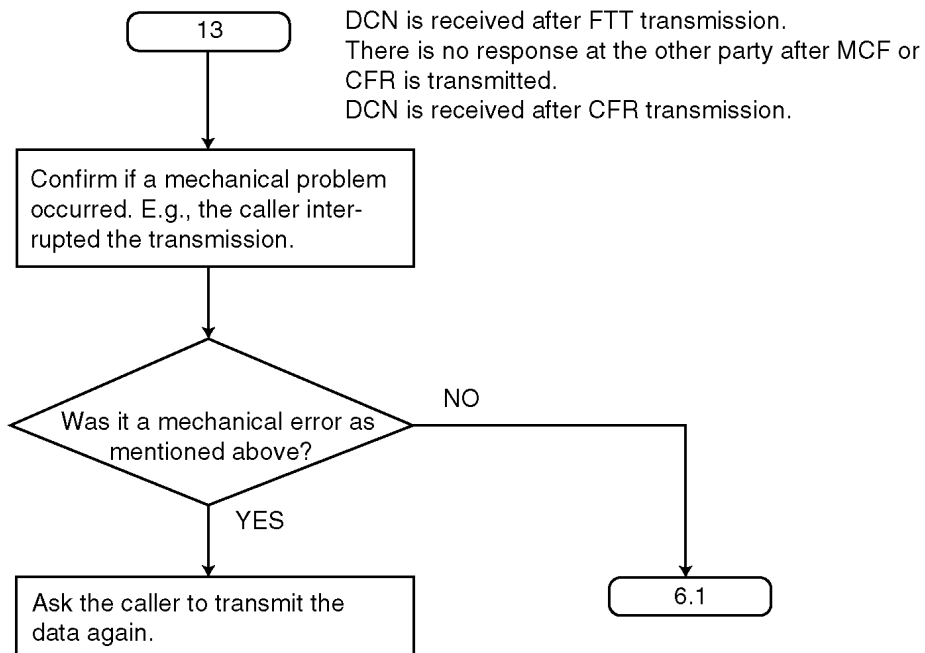 13
DCN is received after FTT transmission.
There is no response at the other party after MCF or
CFR is transmitted.
DCN is received after CFR transmission.
Confirm if a mechanical problem
occurred. E.g., the caller inter-
rupted the transmission.
Was it a mechanical error as
mentioned above?
NO
YES
Ask the caller to transmit the
data again.
6.1